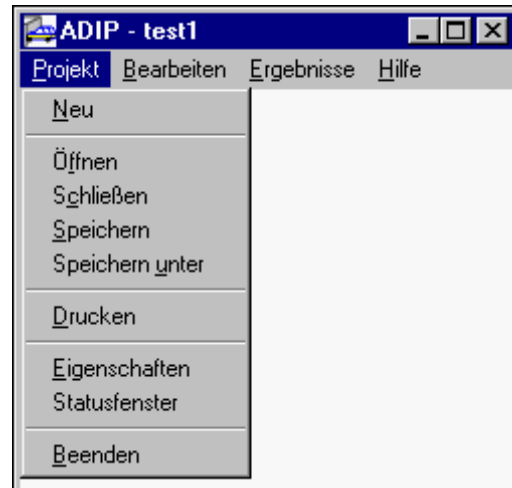 ADIP - test1
Projekt Bearbeiten Ergebnisse Hilfe
Neu
Öffnen
Schließen
Speichern
Speichern unter
Drucken
Eigenschaften
Statusfenster
Beenden